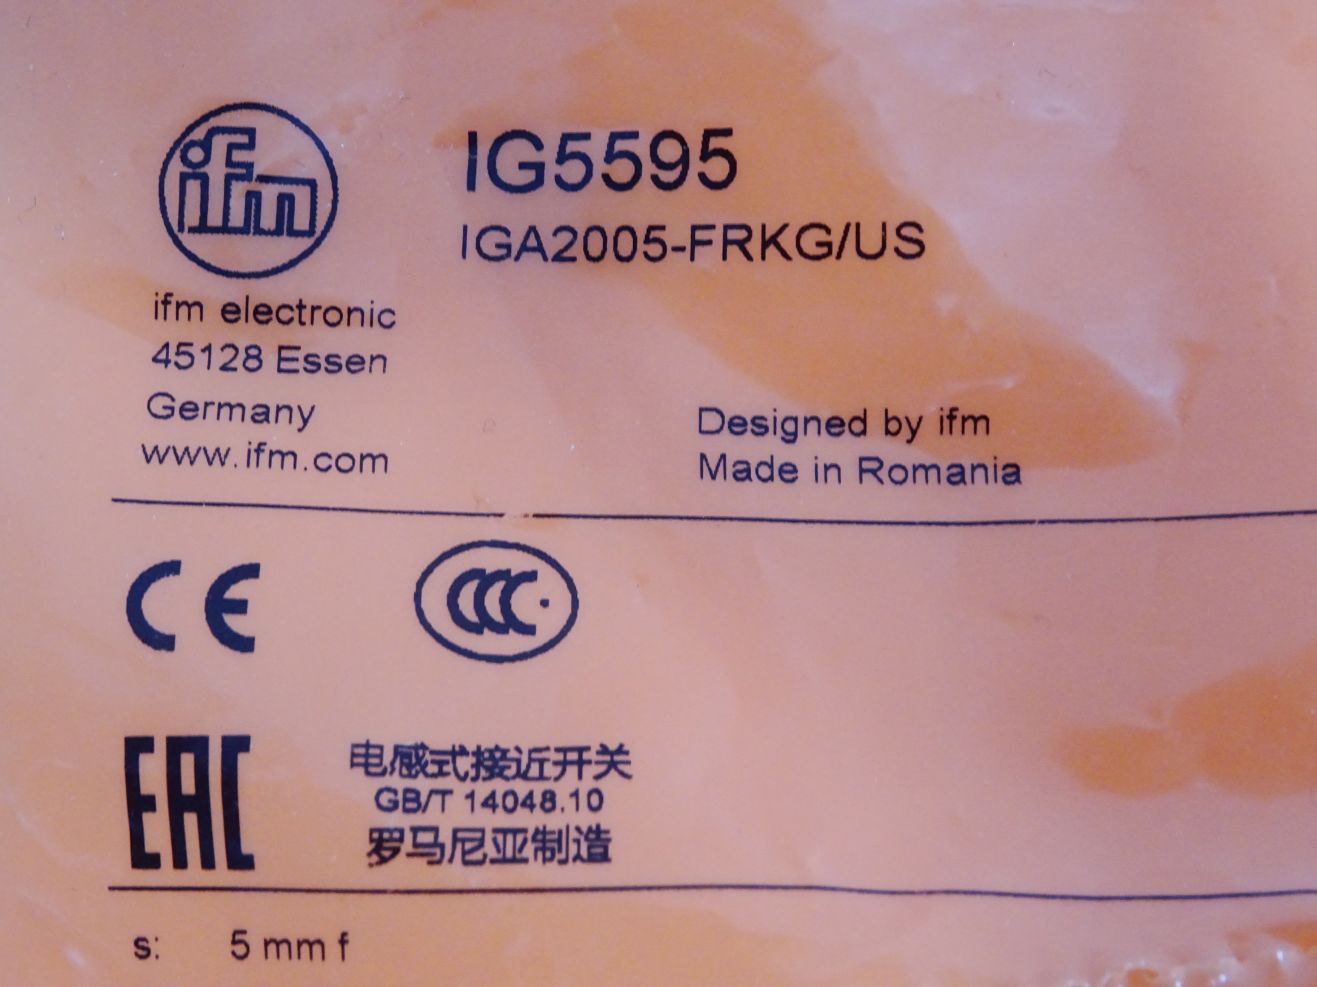 ifm
IG5595
IGA2005-FRKG/US
ifm electronic
45128 Essen
Germany
www.ifm.com
Designed by ifm
Made in Romania
CE
CCC
EAC
电感式接近开关
GB/T 14048.10
罗马尼亚制造
s: 5 mm f